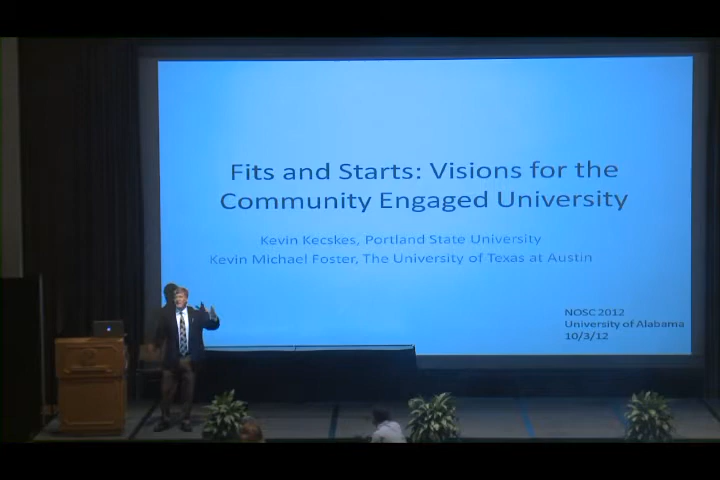 Fits and Starts: Visions for the
Community Engaged University
Kevin Kecskes, Portland State University
Kevin Michael Foster, The University of Texas at Austin
NOSC 2012
University of Alabama
10/3/12